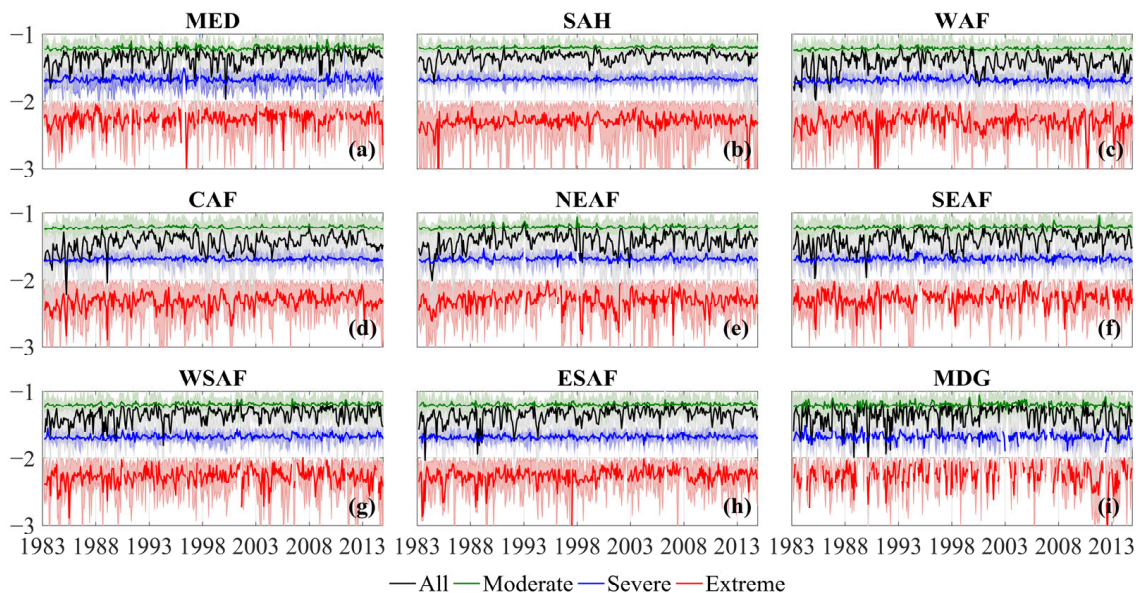 MED SAH WAF
−1
−2
−3
(a) (b) (c)
CAF NEAF SEAF
−1
−2
−3
(d) (e) (f)
WSAF ESAF MDG
−1
−2
−3
(g) (h) (i)
1983 1988 1993 1998 2003 2008 2013 1983 1988 1993 1998 2003 2008 2013 1983 1988 1993 1998 2003 2008 2013
All Moderate Severe Extreme